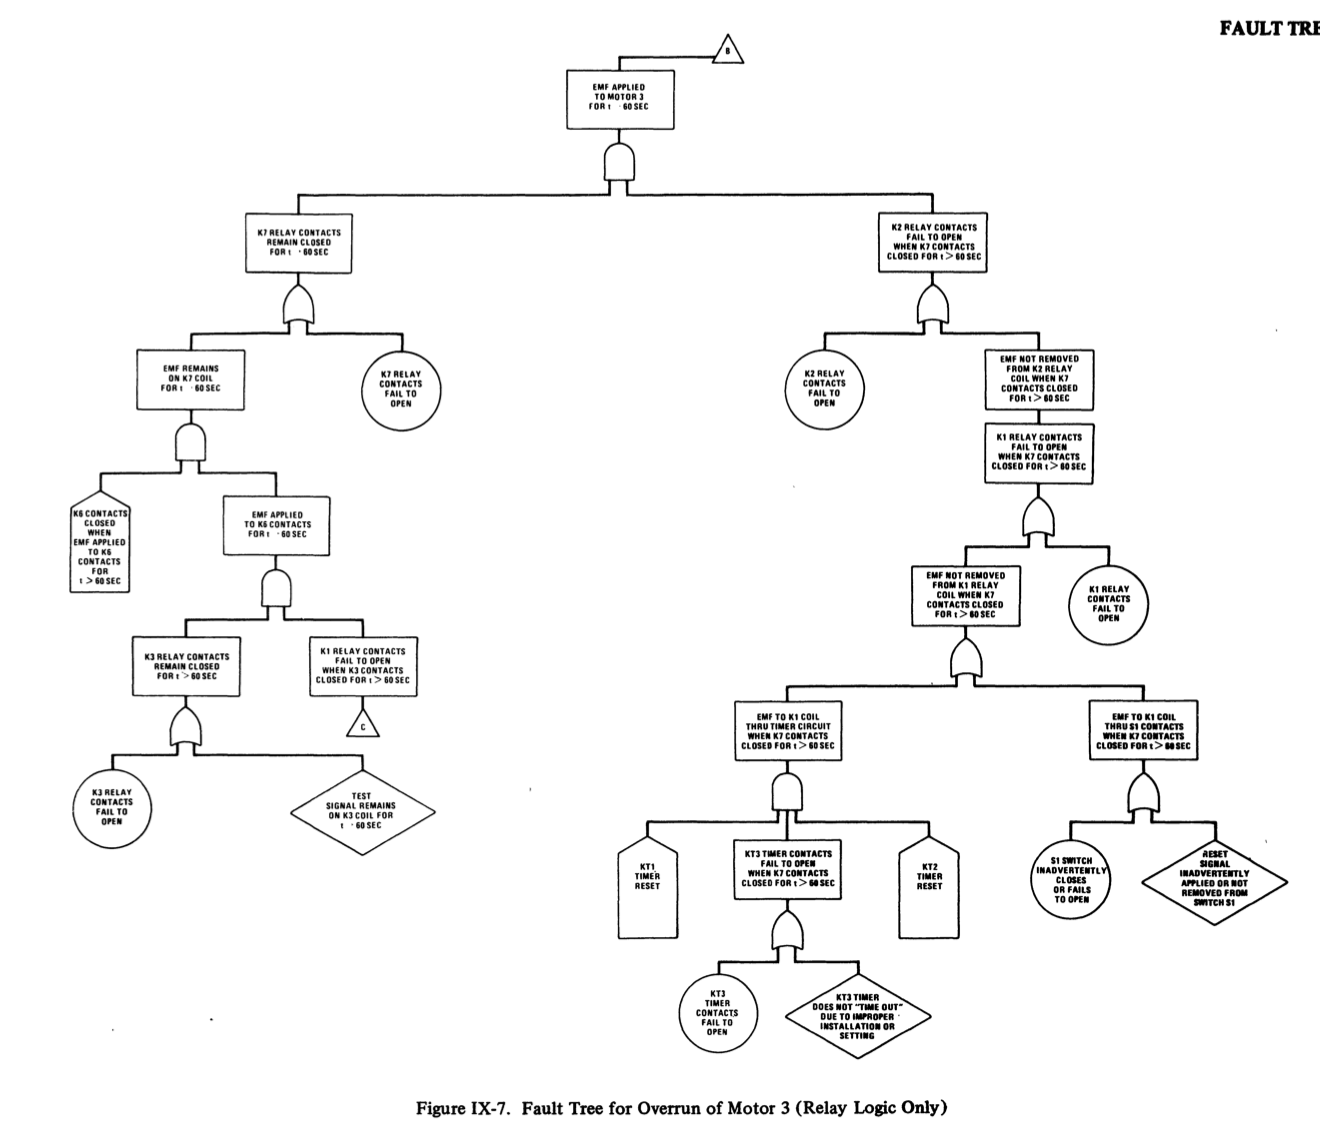 FAULT TRE
B
EMF APPLIED
TO MOTOR 3
FOR t · 60 SEC
K7 RELAY CONTACTS
REMAIN CLOSED
FOR t · 60 SEC
K2 RELAY CONTACTS
FAIL TO OPEN
WHEN K7 CONTACTS
CLOSED FOR t > 60 SEC
EMF REMAINS
ON K7 COIL
FOR t · 60 SEC
K7 RELAY
CONTACTS
FAIL TO
OPEN
K2 RELAY
CONTACTS
FAIL TO
OPEN
EMF NOT REMOVED
FROM K2 RELAY
COIL WHEN K7
CONTACTS CLOSED
FOR t > 60 SEC
K1 RELAY CONTACTS
FAIL TO OPEN
WHEN K7 CONTACTS
CLOSED FOR t > 60 SEC
K6 CONTACTS
CLOSED
WHEN
EMF APPLIED
TO K6
CONTACTS
FOR
t > 60 SEC
EMF APPLIED
TO K6 CONTACTS
FOR t · 60 SEC
EMF NOT REMOVED
FROM K1 RELAY
COIL WHEN K7
CONTACTS CLOSED
FOR t > 60 SEC
K1 RELAY
CONTACTS
FAIL TO
OPEN
K3 RELAY CONTACTS
REMAIN CLOSED
FOR t > 60 SEC
K1 RELAY CONTACTS
FAIL TO OPEN
WHEN K3 CONTACTS
CLOSED FOR t > 60 SEC
C
EMF TO K1 COIL
THRU TIMER CIRCUIT
WHEN K7 CONTACTS
CLOSED FOR t > 60 SEC
EMF TO K1 COIL
THRU S1 CONTACTS
WHEN K7 CONTACTS
CLOSED FOR t > 60 SEC
K3 RELAY
CONTACTS
FAIL TO
OPEN
TEST
SIGNAL REMAINS
ON K3 COIL FOR
t · 60 SEC
KT1
TIMER
RESET
KT3 TIMER CONTACTS
FAIL TO OPEN
WHEN K7 CONTACTS
CLOSED FOR t > 60 SEC
KT2
TIMER
RESET
S1 SWITCH
INADVERTENTLY
CLOSES
OR FAILS
TO OPEN
RESET
SIGNAL
INADVERTENTLY
APPLIED OR NOT
REMOVED FROM
SWITCH S1
KT3
TIMER
CONTACTS
FAIL TO
OPEN
KT3 TIMER
DOES NOT "TIME OUT"
DUE TO IMPROPER
INSTALLATION OR
SETTING
Figure IX-7. Fault Tree for Overrun of Motor 3 (Relay Logic Only)